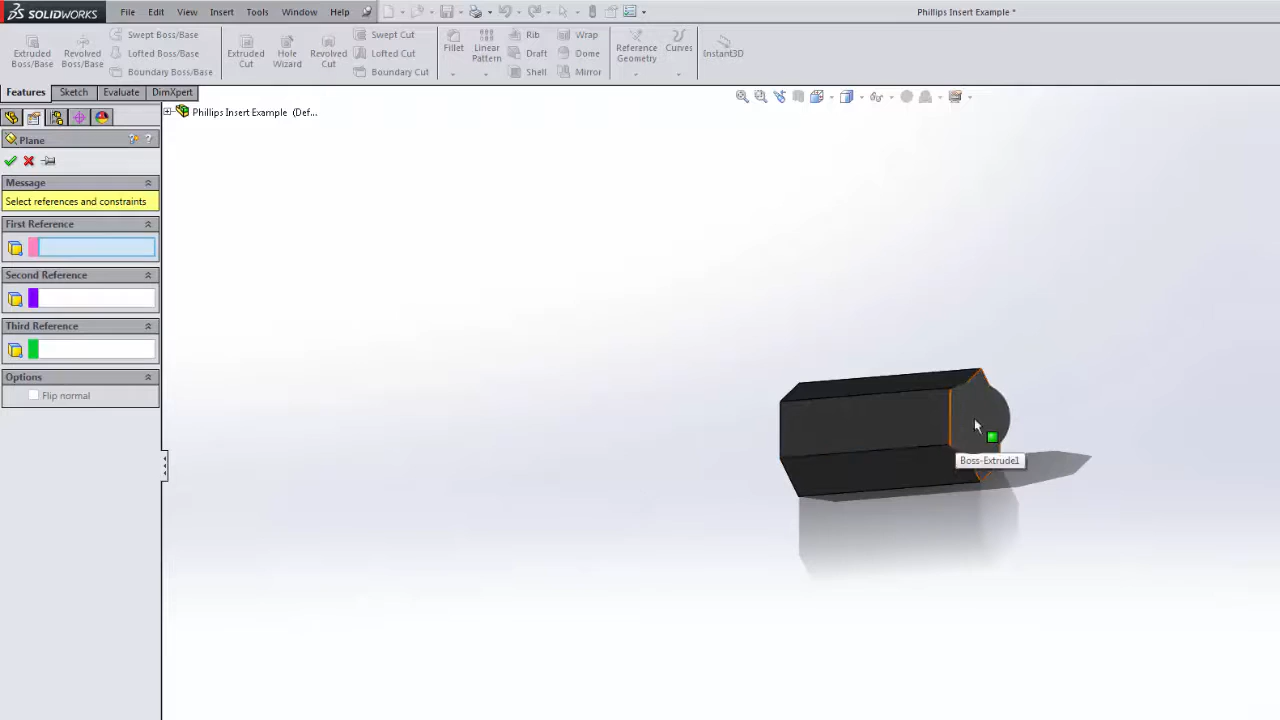 SOLIDWORKS File Edit View Insert Tools Window Help Phillips Insert Example *
Extruded Boss/Base
Revolved Boss/Base
Swept Boss/Base
Lofted Boss/Base
Boundary Boss/Base
Extruded Cut
Hole Wizard
Revolved Cut
Swept Cut
Lofted Cut
Boundary Cut
Fillet
Linear Pattern
Rib
Draft
Shell
Wrap
Dome
Mirror
Reference Geometry
Curves
Instant3D
Features Sketch Evaluate DimXpert
Phillips Insert Example (Def...
Plane
Message
Select references and constraints
First Reference
Second Reference
Third Reference
Options
Flip normal
Boss-Extrude1